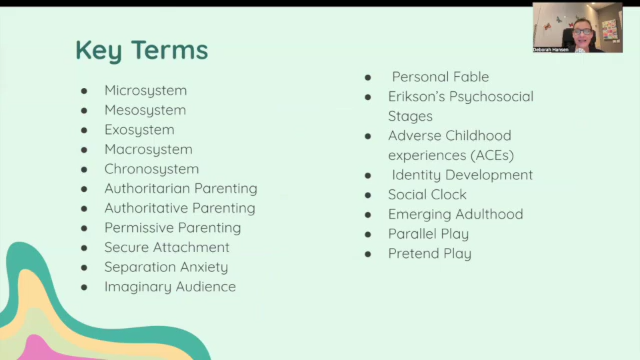 Key Terms
● Microsystem
● Mesosystem
● Exosystem
● Macrosystem
● Chronosystem
● Authoritarian Parenting
● Authoritative Parenting
● Permissive Parenting
● Secure Attachment
● Separation Anxiety
● Imaginary Audience
● Personal Fable
● Erikson's Psychosocial
Stages
● Adverse Childhood
experiences (ACEs)
● Identity Development
● Social Clock
● Emerging Adulthood
● Parallel Play
● Pretend Play
Deborah Hansen